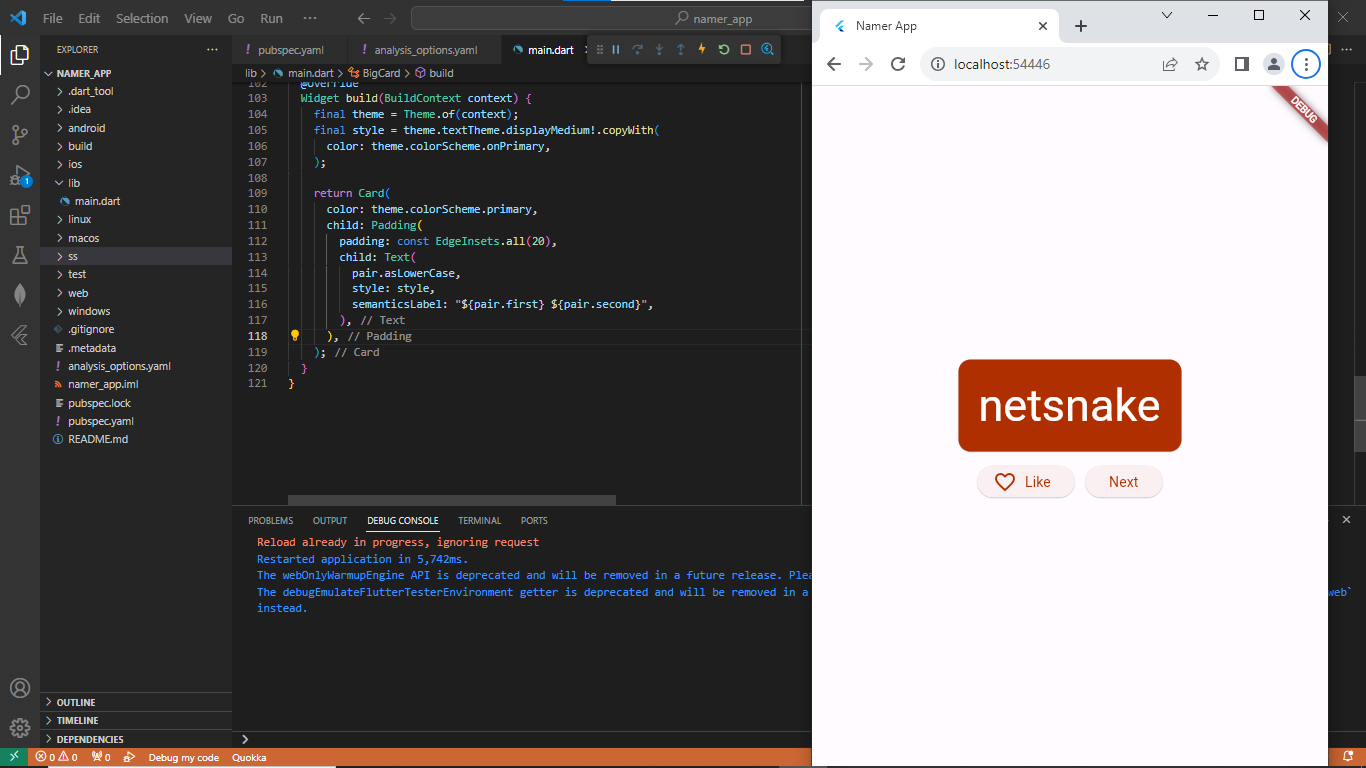 File Edit Selection View Go Run ··· namer_app
EXPLORER
NAMER_APP
.dart_tool
.idea
android
build
ios
lib
main.dart
linux
macos
ss
test
web
windows
.gitignore
.metadata
analysis_options.yaml
namer_app.iml
pubspec.lock
pubspec.yaml
README.md
OUTLINE
TIMELINE
DEPENDENCIES
1
pubspec.yaml analysis_options.yaml main.dart
lib > main.dart > BigCard > build
102 @override
103 Widget build(BuildContext context) {
104 final theme = Theme.of(context);
105 final style = theme.textTheme.displayMedium!.copyWith(
106 color: theme.colorScheme.onPrimary,
107 );
108
109 return Card(
110 color: theme.colorScheme.primary,
111 child: Padding(
112 padding: const EdgeInsets.all(20),
113 child: Text(
114 pair.asLowerCase,
115 style: style,
116 semanticsLabel: "${pair.first} ${pair.second}",
117 ), // Text
118 ), // Padding
119 ); // Card
120 }
121 }
PROBLEMS OUTPUT DEBUG CONSOLE TERMINAL PORTS
Reload already in progress, ignoring request
Restarted application in 5,742ms.
The webOnlyWarmupEngine API is deprecated and will be removed in a future release. Plea
The debugEmulateFlutterTesterEnvironment getter is deprecated and will be removed in a web`
instead.
0 0 0 Debug my code Quokka
Namer App
localhost:54446
DEBUG
netsnake
Like Next